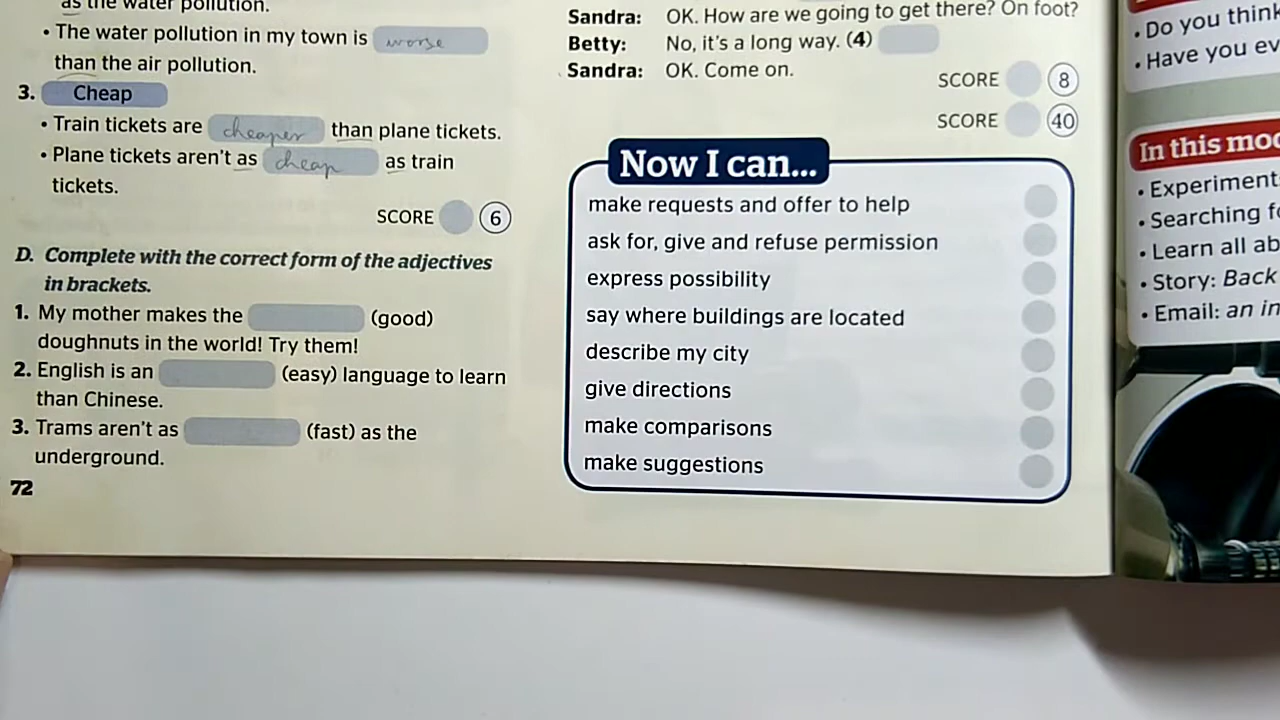 as the water pollution.
• The water pollution in my town is worse
than the air pollution.
3. Cheap
• Train tickets are cheaper than plane tickets.
• Plane tickets aren't as cheap as train
tickets.
SCORE 6
D. Complete with the correct form of the adjectives
in brackets.
1. My mother makes the (good)
doughnuts in the world! Try them!
2. English is an (easy) language to learn
than Chinese.
3. Trams aren't as (fast) as the
underground.
72
Sandra: OK. How are we going to get there? On foot?
Betty: No, it's a long way. (4)
Sandra: OK. Come on.
SCORE 8
SCORE 40
Now I can...
make requests and offer to help
ask for, give and refuse permission
express possibility
say where buildings are located
describe my city
give directions
make comparisons
make suggestions
• Do you think
• Have you ev
In this mod
• Experiment
• Searching fo
• Learn all ab
• Story: Back
• Email: an in